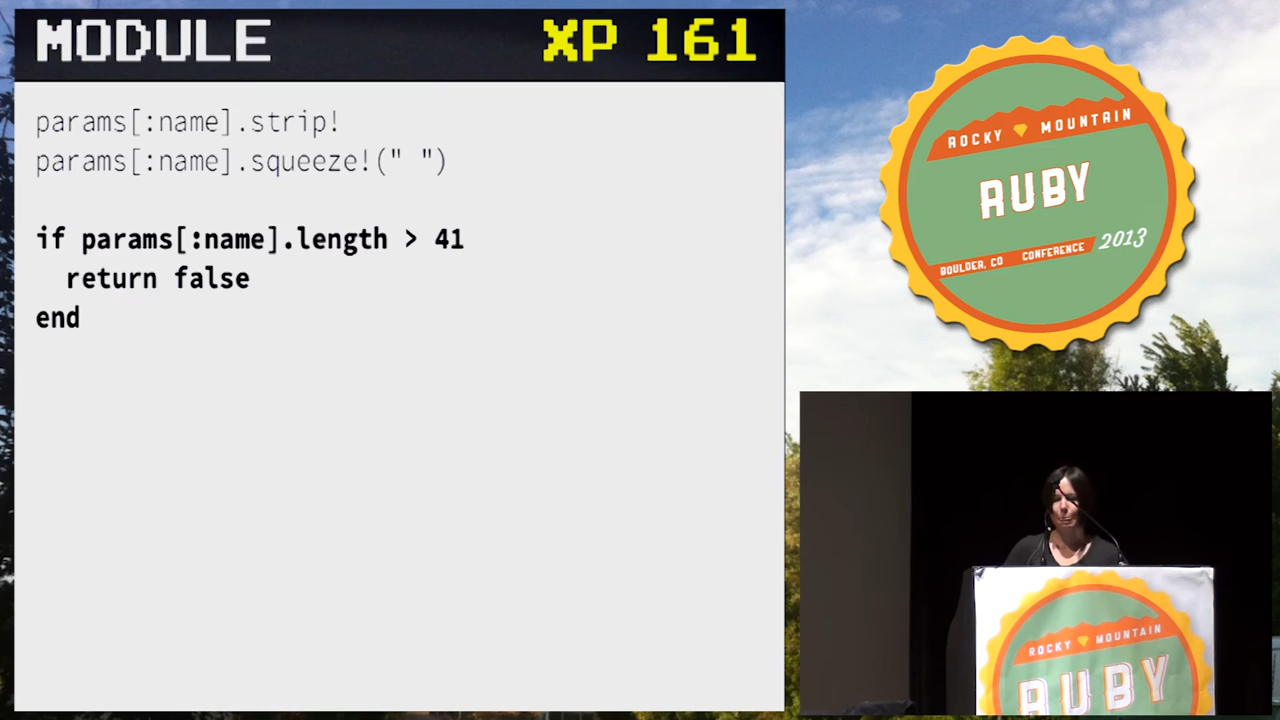 MODULE XP 161
params[:name].strip!
params[:name].squeeze!(" ")
if params[:name].length > 41
return false
end
ROCKY MOUNTAIN
RUBY
BOULDER, CO CONFERENCE 2013
ROCKY MOUNTAIN
RUBY